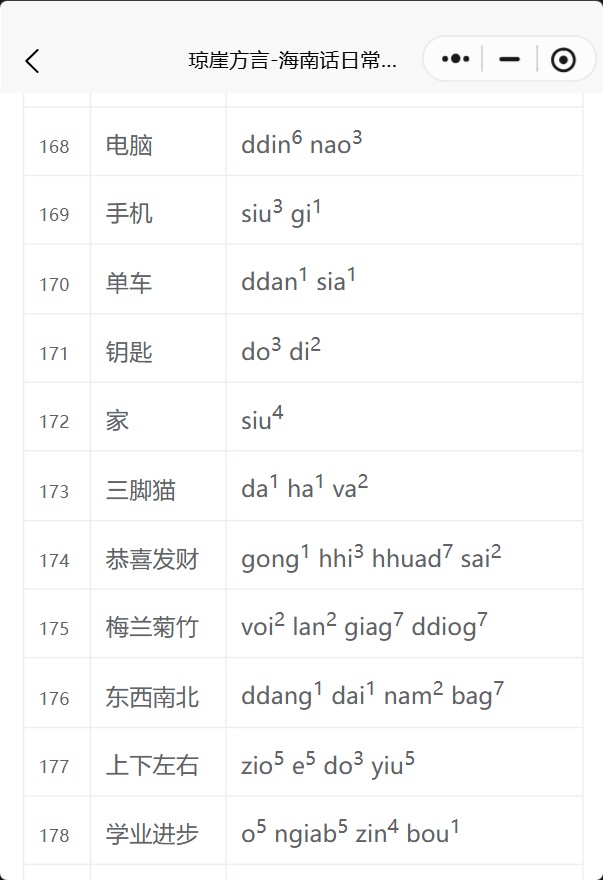 琼崖方言-海南话日常...
168 电脑 ddin⁶ nao³
169 手机 siu³ gi¹
170 单车 ddan¹ sia¹
171 钥匙 do³ di²
172 家 siu⁴
173 三脚猫 da¹ ha¹ va²
174 恭喜发财 gong¹ hhi³ hhuad⁷ sai²
175 梅兰菊竹 voi² lan² giag⁷ ddiog⁷
176 东西南北 ddang¹ dai¹ nam² bag⁷
177 上下左右 zio⁵ e⁵ do³ yiu⁵
178 学业进步 o⁵ ngiab⁵ zin⁴ bou¹